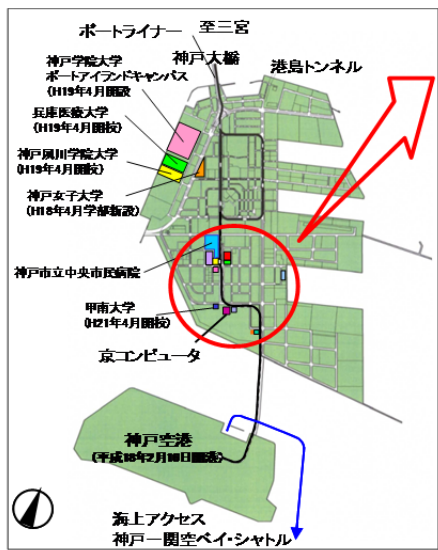 ポートライナー
至三宮
神戸大橋
神戸学院大学
ポートアイランドキャンパス
(H19年4月開設
港島トンネル
兵庫医療大学
(H19年4月開校)
神戸夙川学院大学
(H19年4月開校)
神戸女子大学
(H18年4月学部新設)
神戸市立中央市民病院
甲南大学
(H21年4月開校)
京コンピュータ
神戸空港
(平成18年2月16日開港)
海上アクセス
神戸ー関空ベイ・シャトル